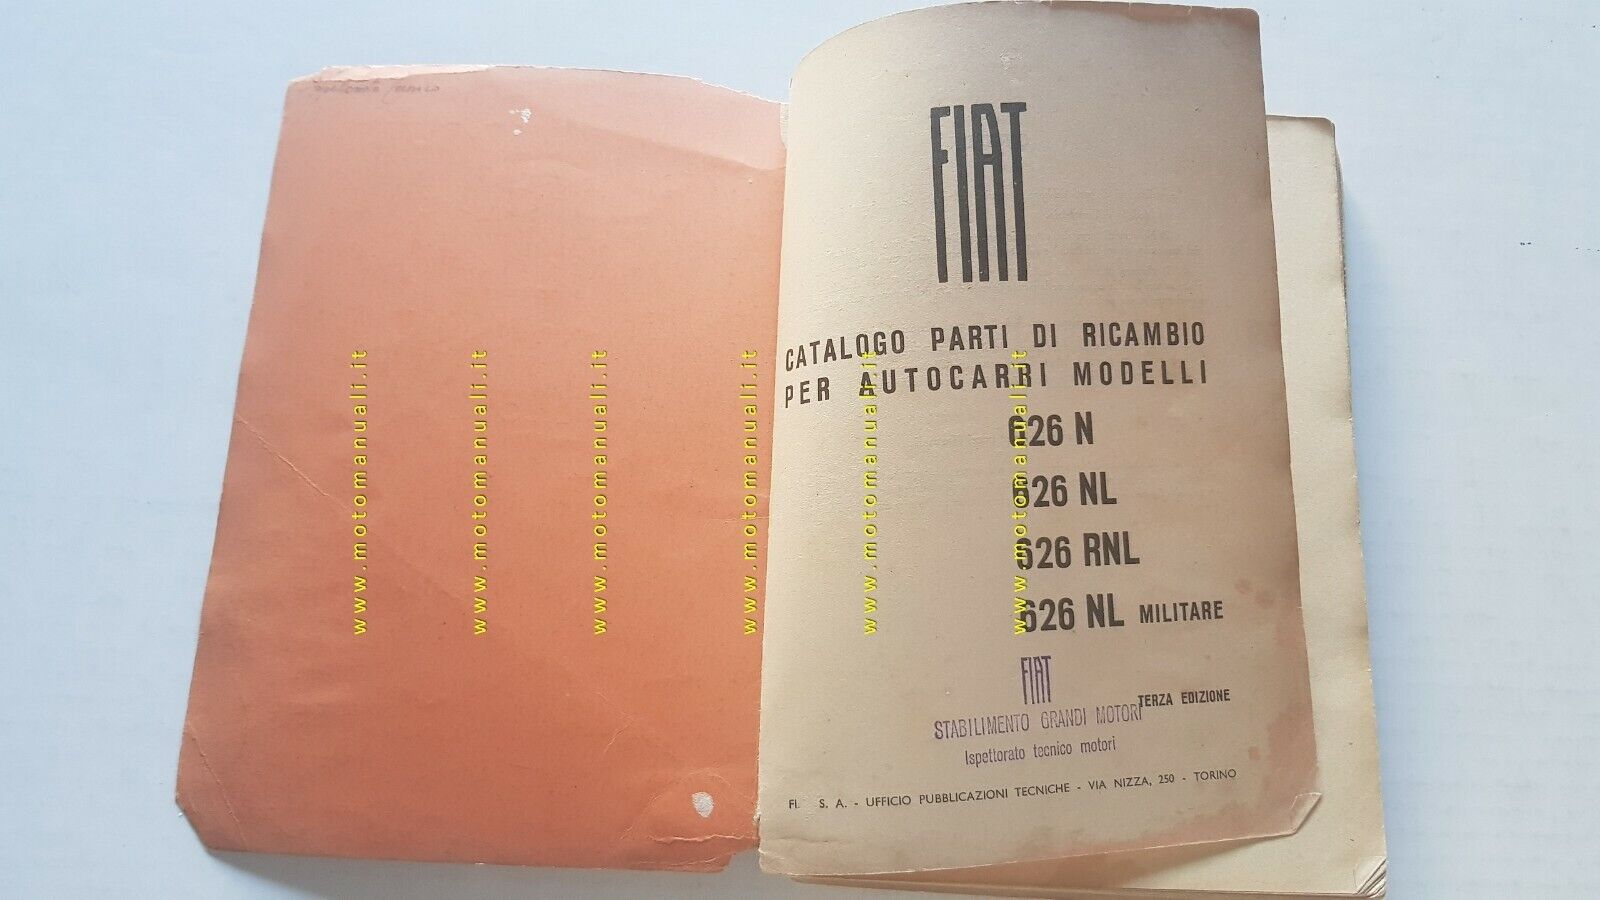 FIAT
CATALOGO PARTI DI RICAMBIO
PER AUTOCARRI MODELLI
626 N
626 NL
626 RNL
626 NL MILITARE
FIAT
TERZA EDIZIONE
STABILIMENTO GRANDI MOTORI
Ispettorato tecnico motori
S. A. - UFFICIO PUBBLICAZIONI TECNICHE - VIA NIZZA, 250 - TORINO
www.motomanuali.it
www.motomanuali.it
www.motomanuali.it
www.motomanuali.it
www.motomanuali.it
www.motomanuali.it